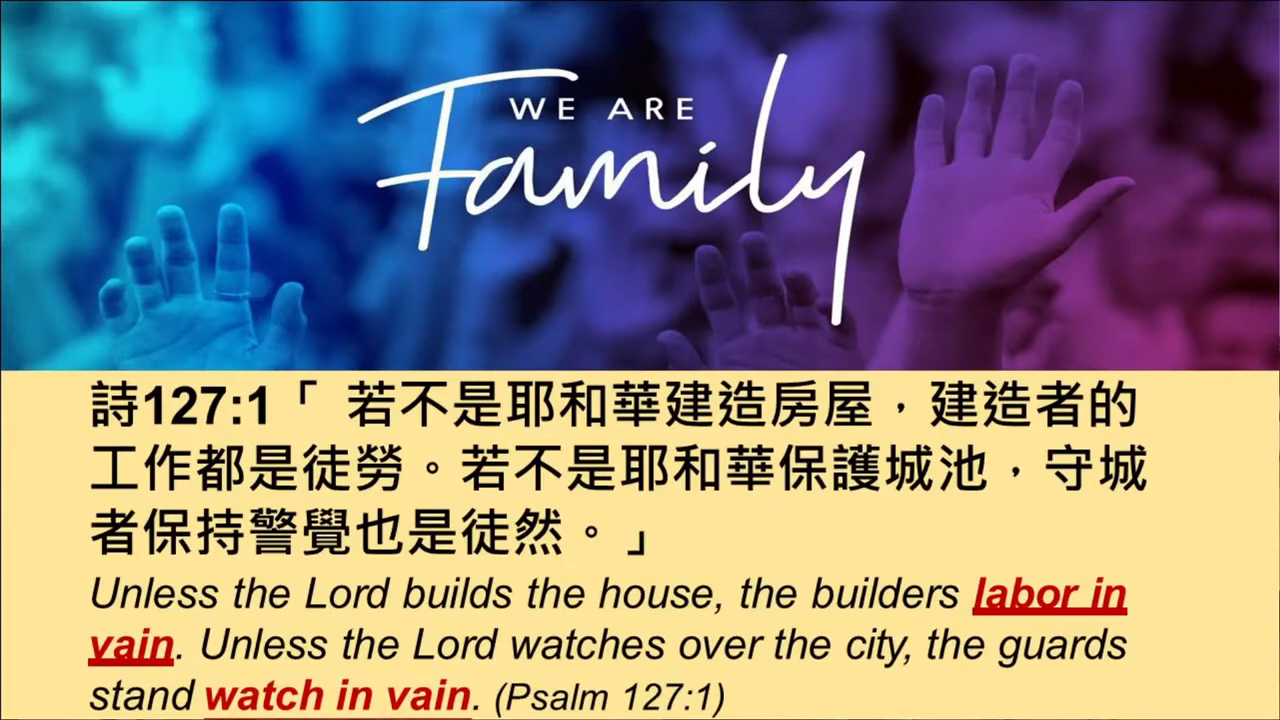 WE ARE
Family
詩127:1「 若不是耶和華建造房屋，建造者的
工作都是徒勞。若不是耶和華保護城池，守城
者保持警覺也是徒然。」
Unless the Lord builds the house, the builders labor in
vain. Unless the Lord watches over the city, the guards
stand watch in vain. (Psalm 127:1)